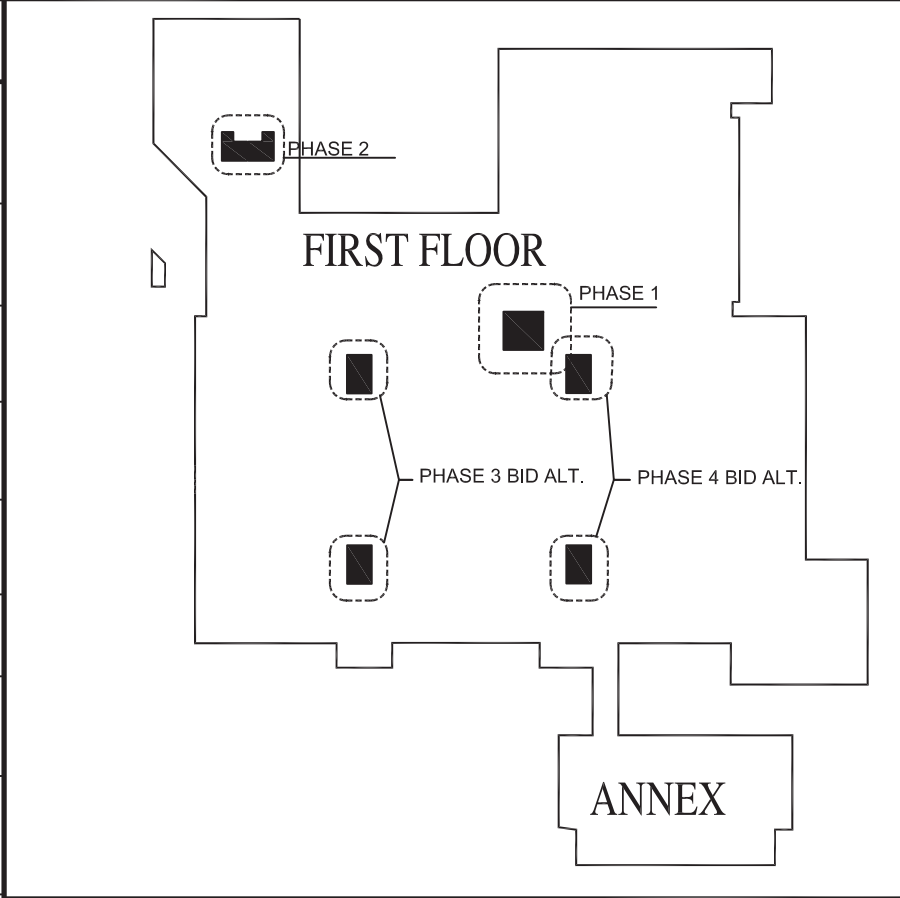 PHASE 2
FIRST FLOOR
PHASE 1
PHASE 3 BID ALT.
PHASE 4 BID ALT.
ANNEX